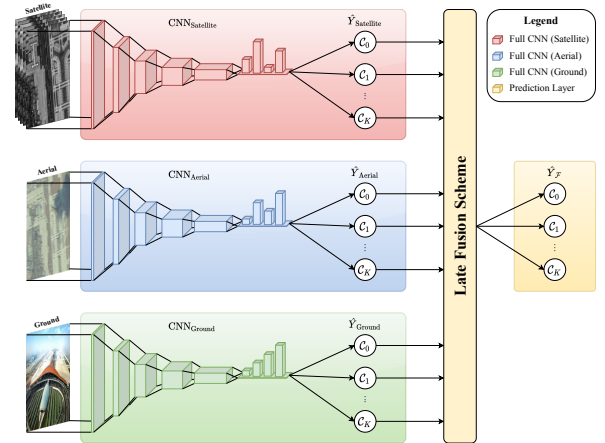 Satellite
CNN_Satellite
Ŷ_Satellite
C_0
C_1
⋮
C_K
Aerial
CNN_Aerial
Ŷ_Aerial
C_0
C_1
⋮
C_K
Ground
CNN_Ground
Ŷ_Ground
C_0
C_1
⋮
C_K
Late Fusion Scheme
Legend
Full CNN (Satellite)
Full CNN (Aerial)
Full CNN (Ground)
Prediction Layer
Ŷ_F
C_0
C_1
⋮
C_K